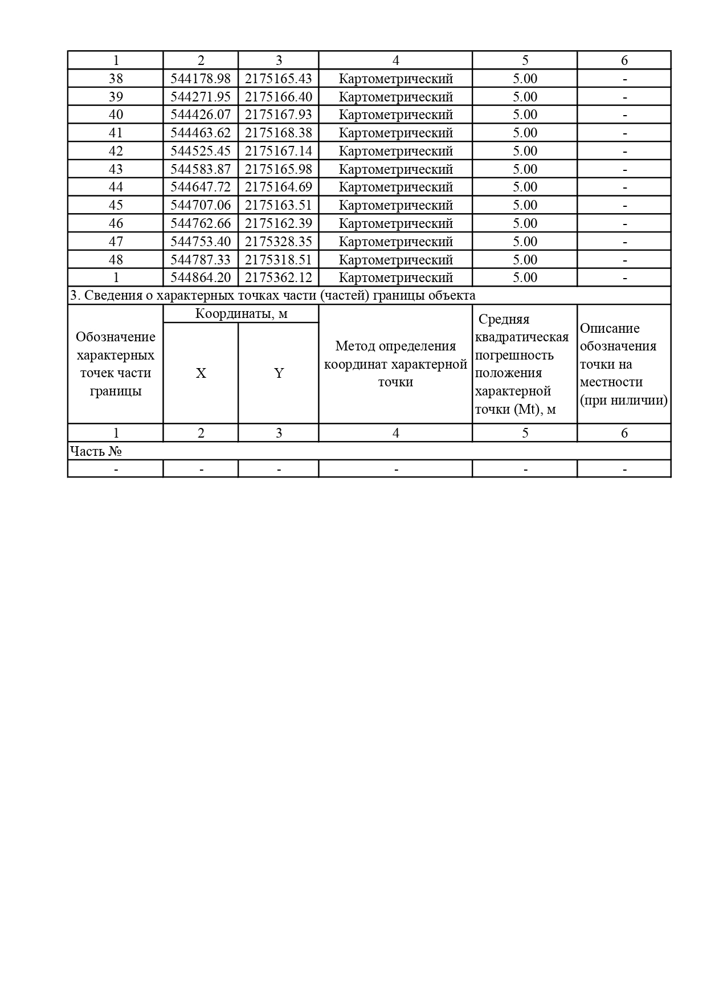 1 2 3 4 5 6
38 544178.98 2175165.43 Картометрический 5.00 -
39 544271.95 2175166.40 Картометрический 5.00 -
40 544426.07 2175167.93 Картометрический 5.00 -
41 544463.62 2175168.38 Картометрический 5.00 -
42 544525.45 2175167.14 Картометрический 5.00 -
43 544583.87 2175165.98 Картометрический 5.00 -
44 544647.72 2175164.69 Картометрический 5.00 -
45 544707.06 2175163.51 Картометрический 5.00 -
46 544762.66 2175162.39 Картометрический 5.00 -
47 544753.40 2175328.35 Картометрический 5.00 -
48 544787.33 2175318.51 Картометрический 5.00 -
1 544864.20 2175362.12 Картометрический 5.00 -
3. Сведения о характерных точках части (частей) границы объекта
Обозначение
характерных
точек части
границы
Координаты, м
X Y
Метод определения
координат характерной
точки
Средняя
квадратическая
погрешность
положения
характерной
точки (Mt), м
Описание
обозначения
точки на
местности
(при ниличии)
1 2 3 4 5 6
Часть №
- - - - - -